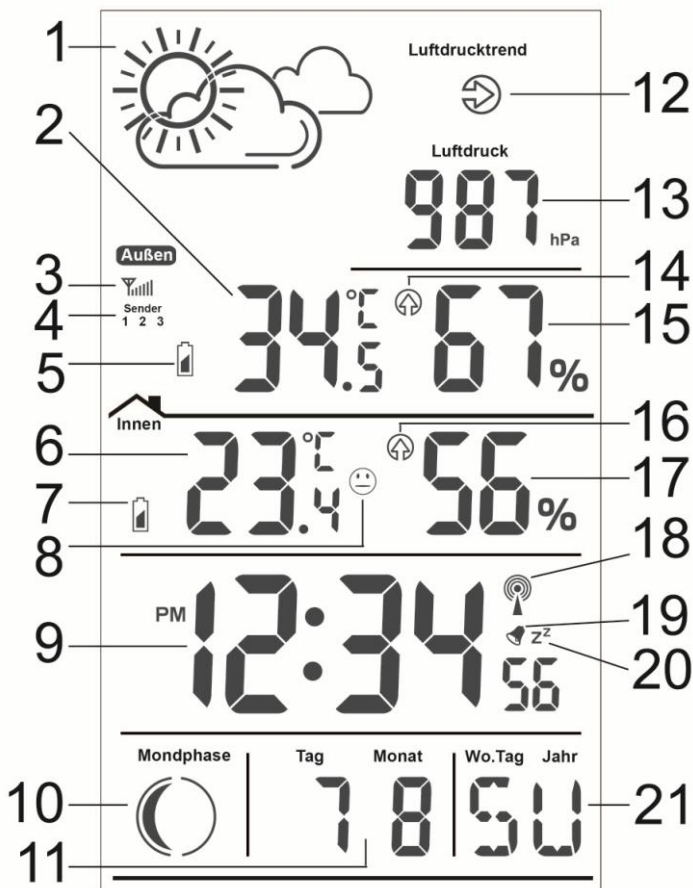 1
Luftdrucktrend
12
2
Luftdruck
987 hPa
13
Außen
3
Sender
4
1 2 3
5
34.5 °C
14
67 %
15
Innen
6
23.4 °C
7
8
16
56 %
17
18
PM 12:34 56
9
19
zz
20
Mondphase Tag Monat Wo.Tag Jahr
10
7 8 SU
21
11